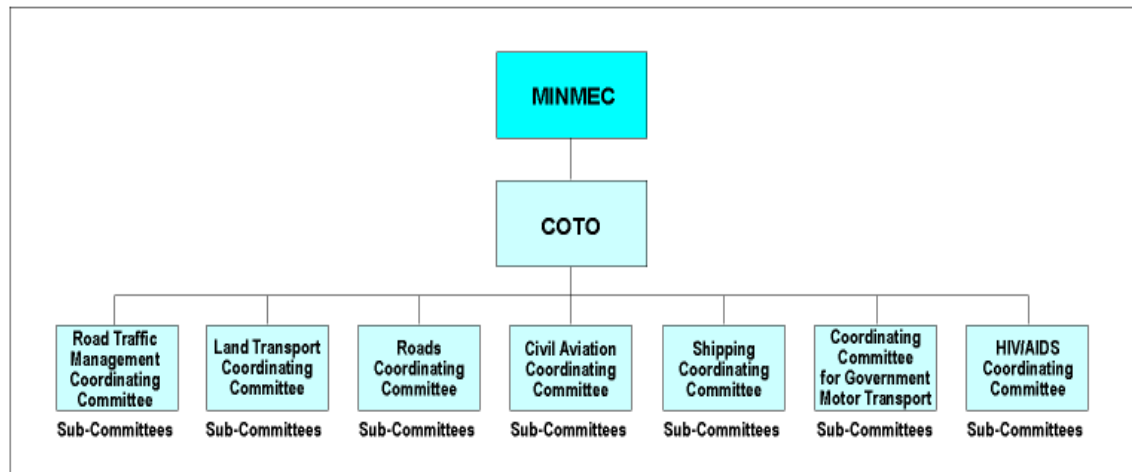 MINMEC
COTO
Road Traffic
Management
Coordinating
Committee
Land Transport
Coordinating
Committee
Roads
Coordinating
Committee
Civil Aviation
Coordinating
Committee
Shipping
Coordinating
Committee
Coordinating
Committee
for Government
Motor Transport
HIV/AIDS
Coordinating
Committee
Sub-Committees
Sub-Committees
Sub-Committees
Sub-Committees
Sub-Committees
Sub-Committees
Sub-Committees